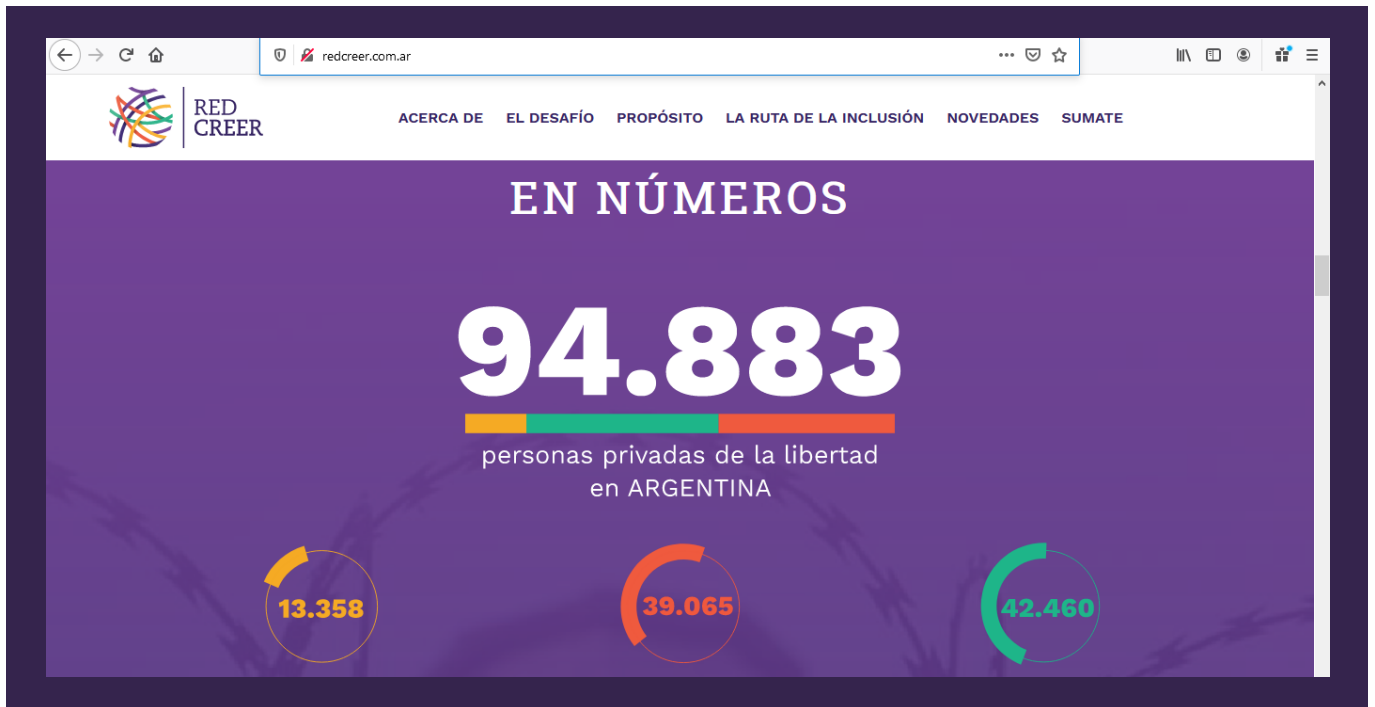 redcreer.com.ar
RED
CREER
ACERCA DE EL DESAFÍO PROPÓSITO LA RUTA DE LA INCLUSIÓN NOVEDADES SUMATE
EN NÚMEROS
94.883
personas privadas de la libertad
en ARGENTINA
13.358 39.065 42.460